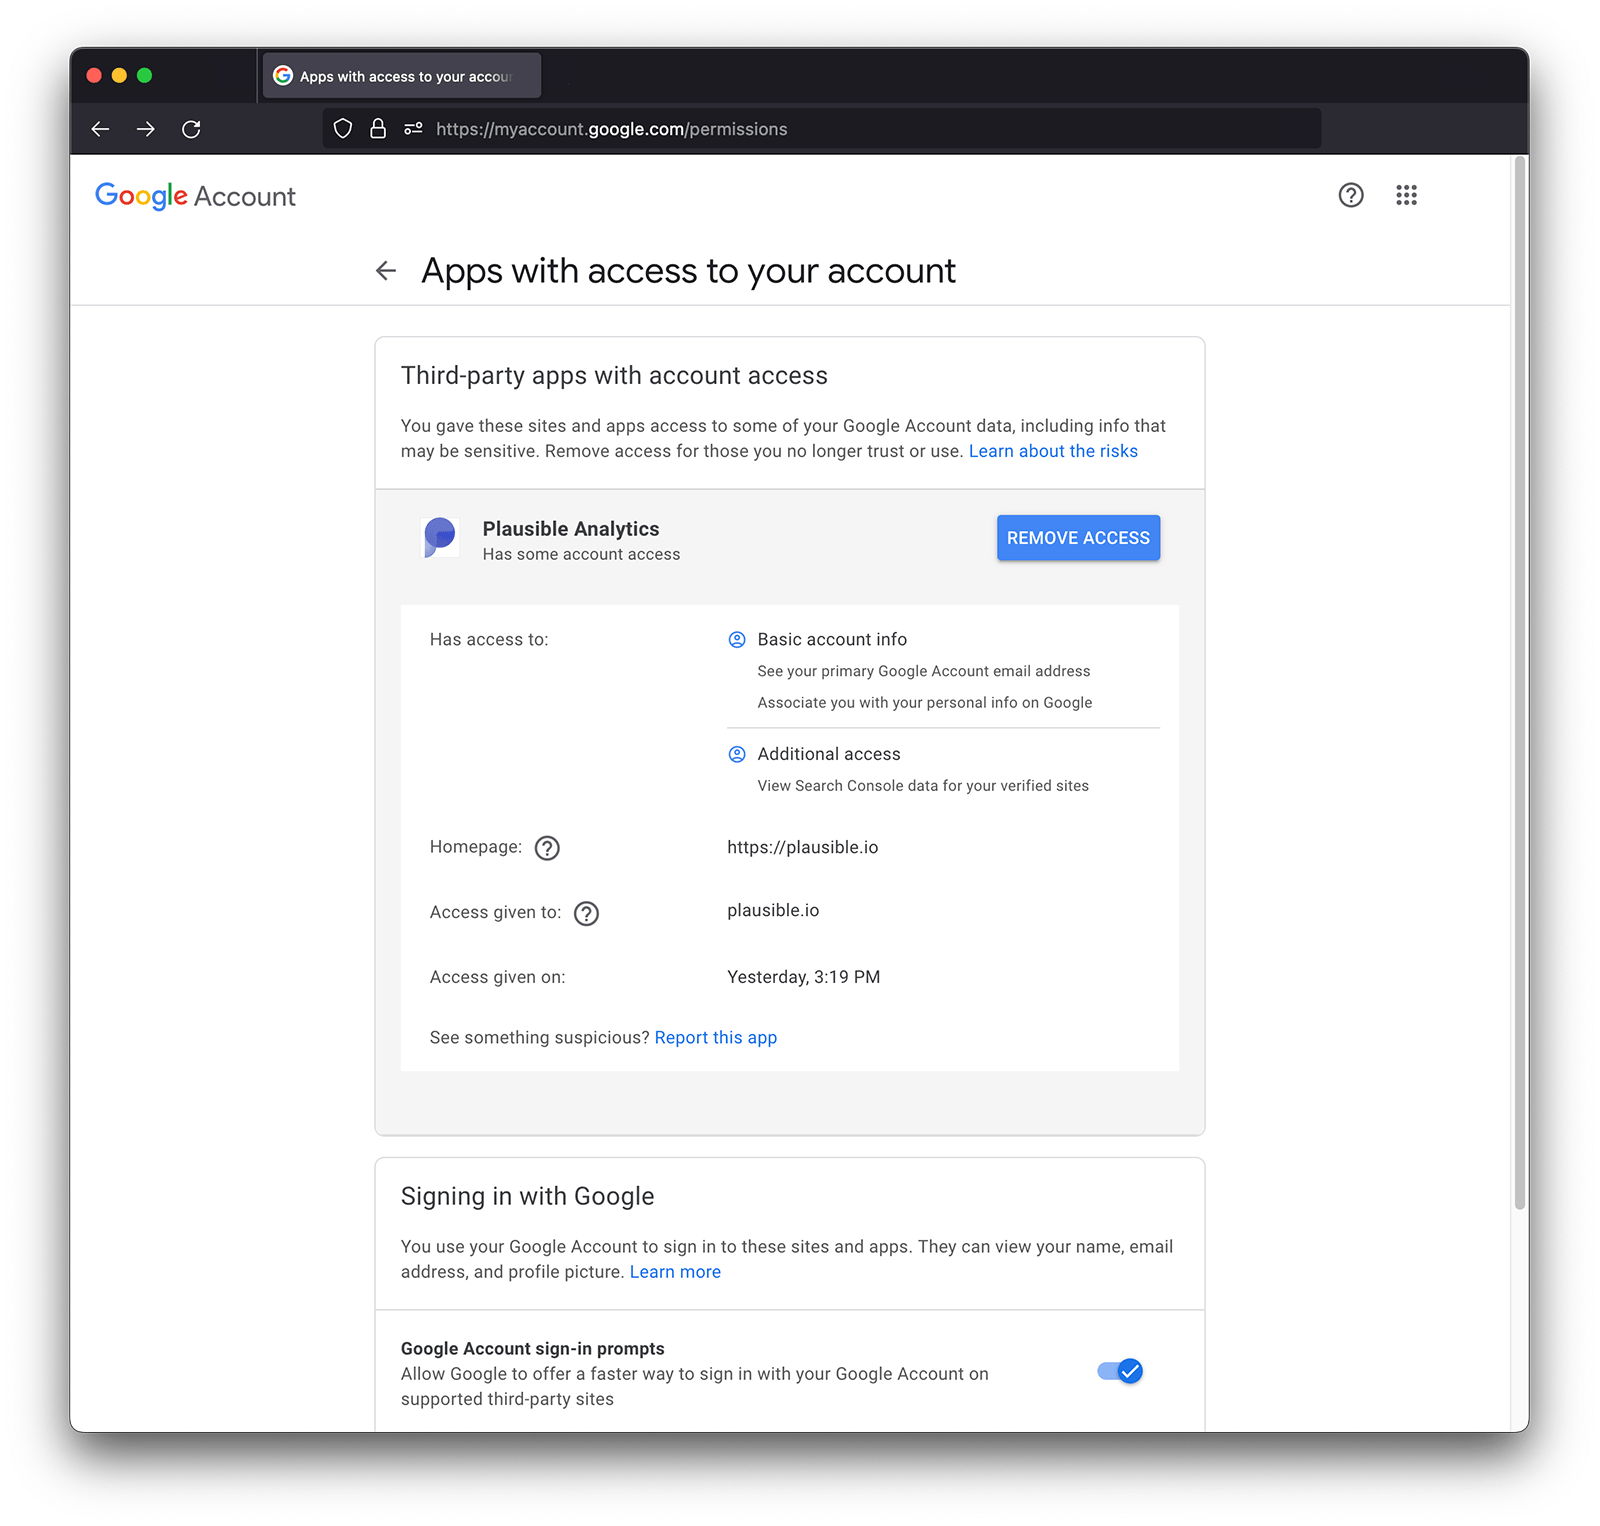 Apps with access to your accou
https://myaccount.google.com/permissions
Google Account
Apps with access to your account
Third-party apps with account access
You gave these sites and apps access to some of your Google Account data, including info that
may be sensitive. Remove access for those you no longer trust or use. Learn about the risks
Plausible Analytics
Has some account access
REMOVE ACCESS
Has access to:
Basic account info
See your primary Google Account email address
Associate you with your personal info on Google
Additional access
View Search Console data for your verified sites
Homepage:
https://plausible.io
Access given to:
plausible.io
Access given on:
Yesterday, 3:19 PM
See something suspicious? Report this app
Signing in with Google
You use your Google Account to sign in to these sites and apps. They can view your name, email
address, and profile picture. Learn more
Google Account sign-in prompts
Allow Google to offer a faster way to sign in with your Google Account on
supported third-party sites